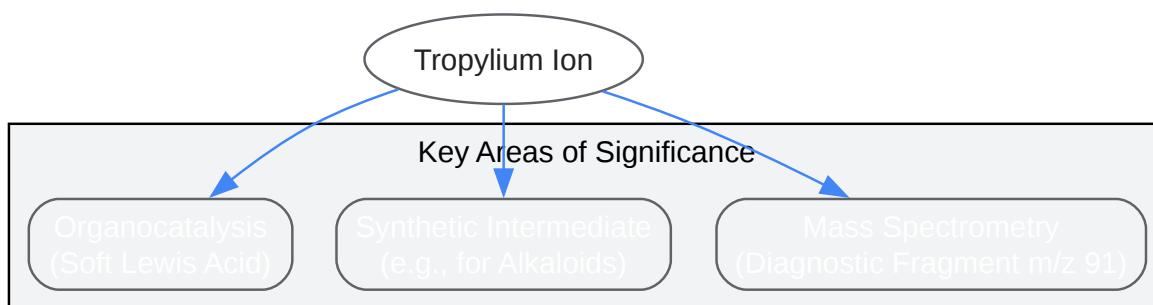 Tropylium Ion
Key Areas of Significance
Organocatalysis
(Soft Lewis Acid)
Synthetic Intermediate
(e.g., for Alkaloids)
Mass Spectrometry
(Diagnostic Fragment m/z 91)